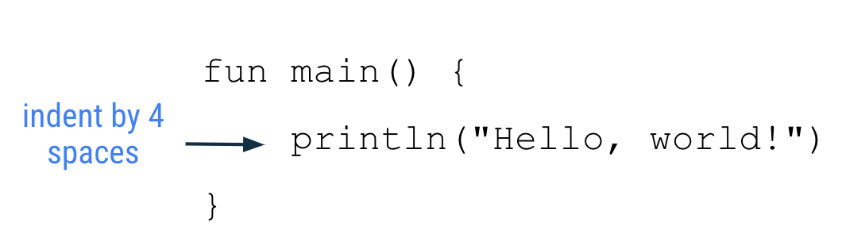 fun main() {
indent by 4
spaces
    println("Hello, world!")
}